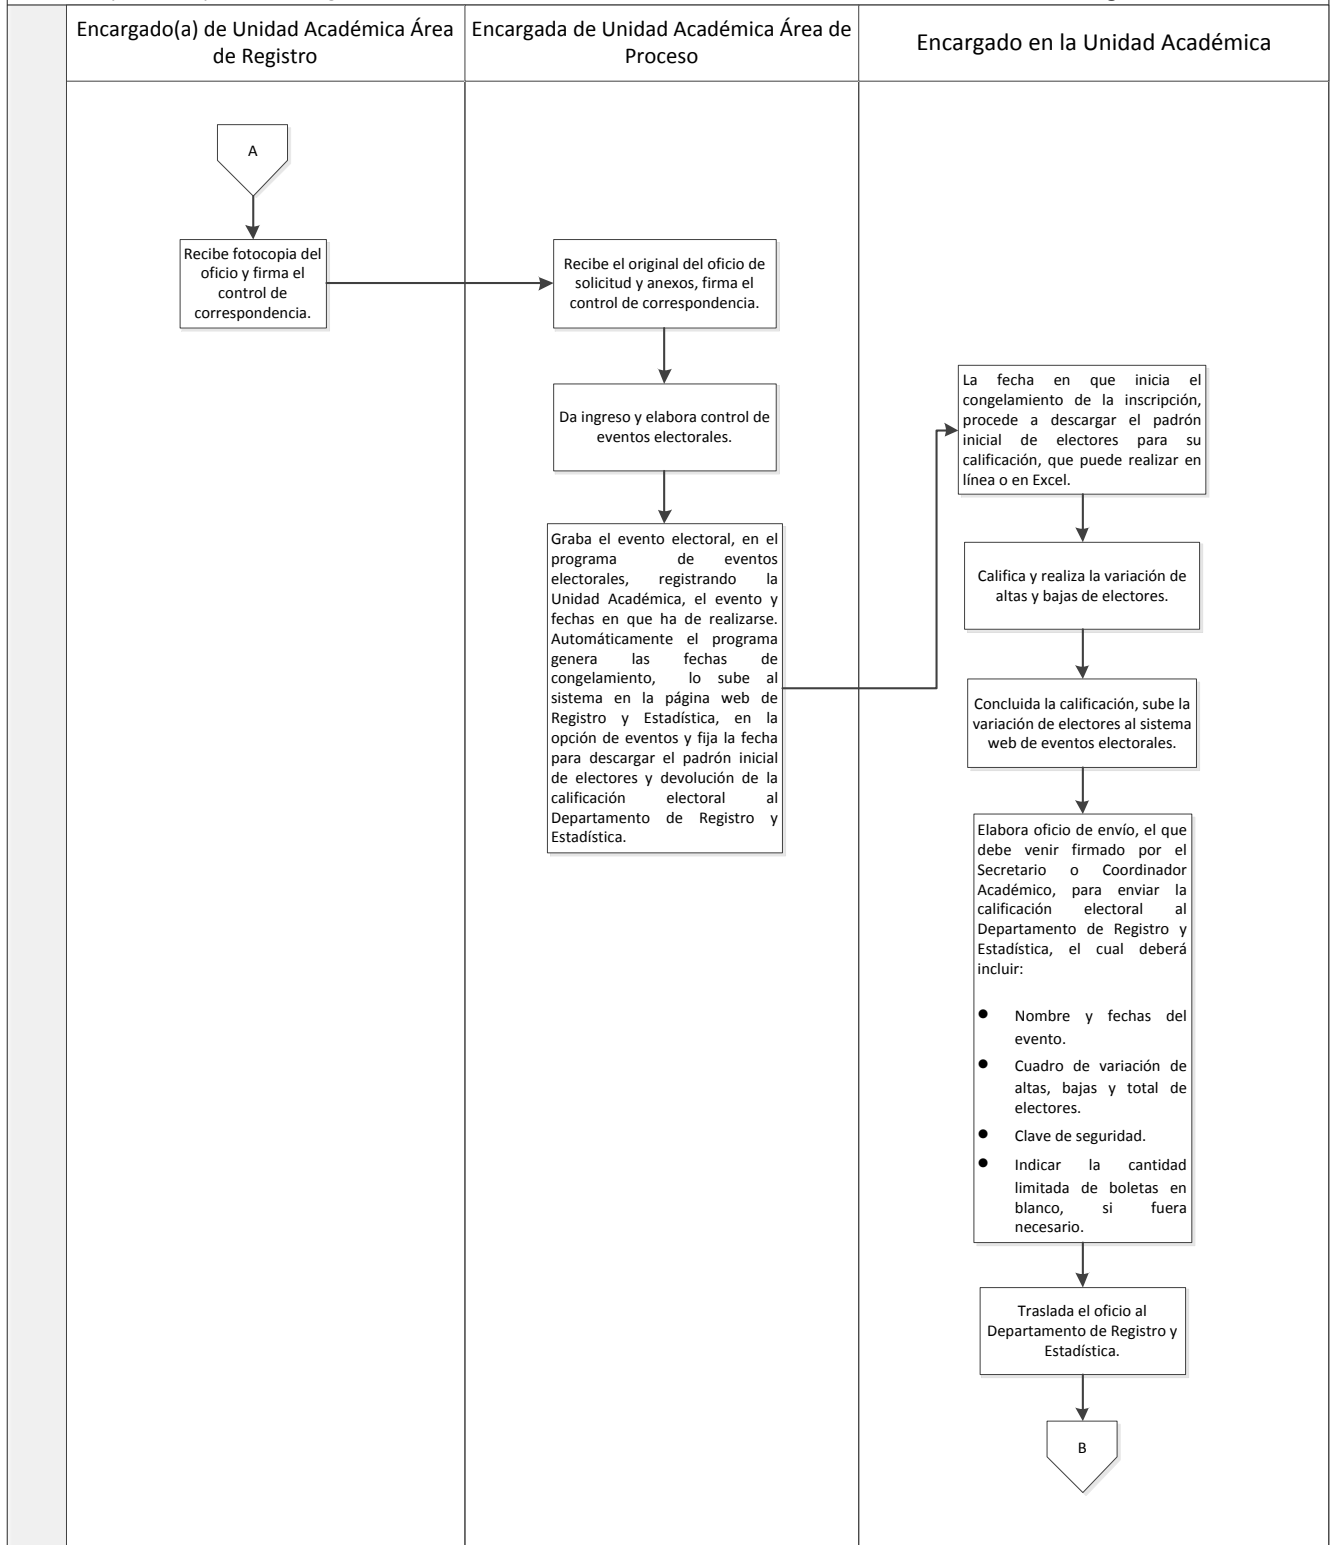 Encargado(a) de Unidad Académica Área
de Registro
Encargada de Unidad Académica Área de
Proceso
Encargado en la Unidad Académica
A
Recibe fotocopia del
oficio y firma el
control de
correspondencia.
Recibe el original del oficio de
solicitud y anexos, firma el
control de correspondencia.
Da ingreso y elabora control de
eventos electorales.
Graba el evento electoral, en el
programa de eventos
electorales, registrando la
Unidad Académica, el evento y
fechas en que ha de realizarse.
Automáticamente el programa
genera las fechas de
congelamiento, lo sube al
sistema en la página web de
Registro y Estadística, en la
opción de eventos y fija la fecha
para descargar el padrón inicial
de electores y devolución de la
calificación electoral al
Departamento de Registro y
Estadística.
La fecha en que inicia el
congelamiento de la inscripción,
procede a descargar el padrón
inicial de electores para su
calificación, que puede realizar en
línea o en Excel.
Califica y realiza la variación de
altas y bajas de electores.
Concluida la calificación, sube la
variación de electores al sistema
web de eventos electorales.
Elabora oficio de envío, el que
debe venir firmado por el
Secretario o Coordinador
Académico, para enviar la
calificación electoral al
Departamento de Registro y
Estadística, el cual deberá
incluir:
● Nombre y fechas del
evento.
● Cuadro de variación de
altas, bajas y total de
electores.
● Clave de seguridad.
● Indicar la cantidad
limitada de boletas en
blanco, si fuera
necesario.
Traslada el oficio al
Departamento de Registro y
Estadística.
B